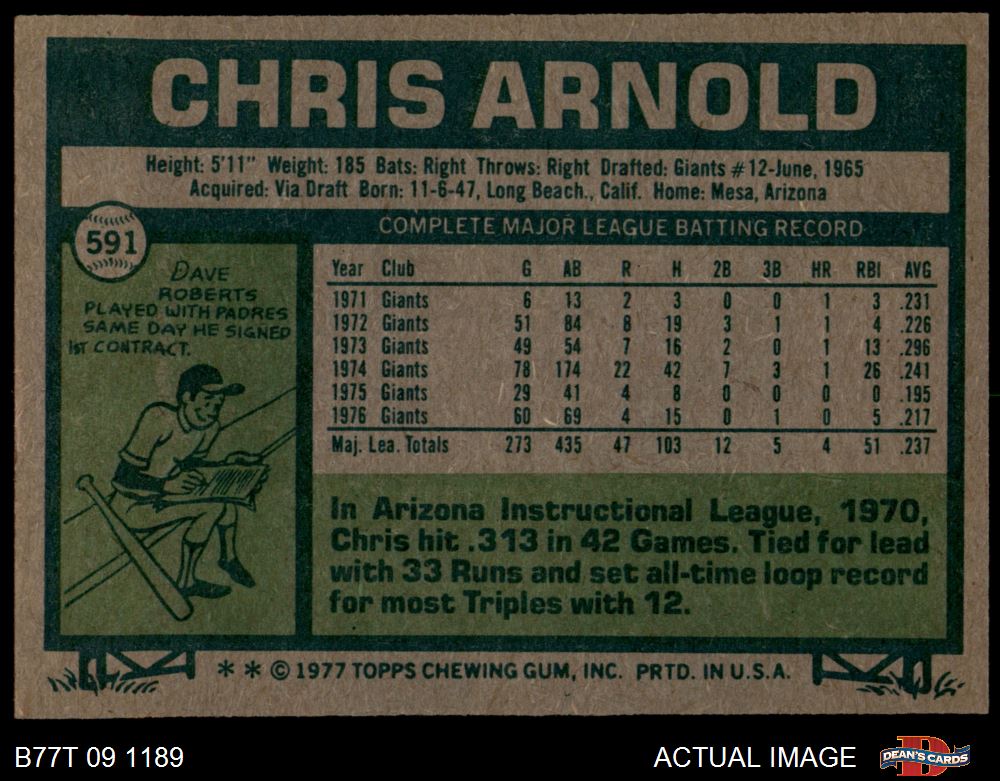 CHRIS ARNOLD
Height: 5'11" Weight: 185 Bats: Right Throws: Right Drafted: Giants #12-June, 1965
Acquired: Via Draft Born: 11-6-47, Long Beach., Calif. Home: Mesa, Arizona
591
DAVE
ROBERTS
PLAYED WITH PADRES
SAME DAY HE SIGNED
1ST CONTRACT.
COMPLETE MAJOR LEAGUE BATTING RECORD
Year Club G AB R H 2B 3B HR RBI AVG
1971 Giants 6 13 2 3 0 0 1 3 .231
1972 Giants 51 84 8 19 3 1 1 4 .226
1973 Giants 49 54 7 16 2 0 1 13 .296
1974 Giants 78 174 22 42 7 3 1 26 .241
1975 Giants 29 41 4 8 0 0 0 0 .195
1976 Giants 60 69 4 15 0 1 0 5 .217
Maj. Lea. Totals 273 435 47 103 12 5 4 51 .237
In Arizona Instructional League, 1970,
Chris hit .313 in 42 Games. Tied for lead
with 33 Runs and set all-time loop record
for most Triples with 12.
* * © 1977 TOPPS CHEWING GUM, INC. PRTD. IN U.S.A.
B77T 09 1189
ACTUAL IMAGE
DEAN'S CARDS